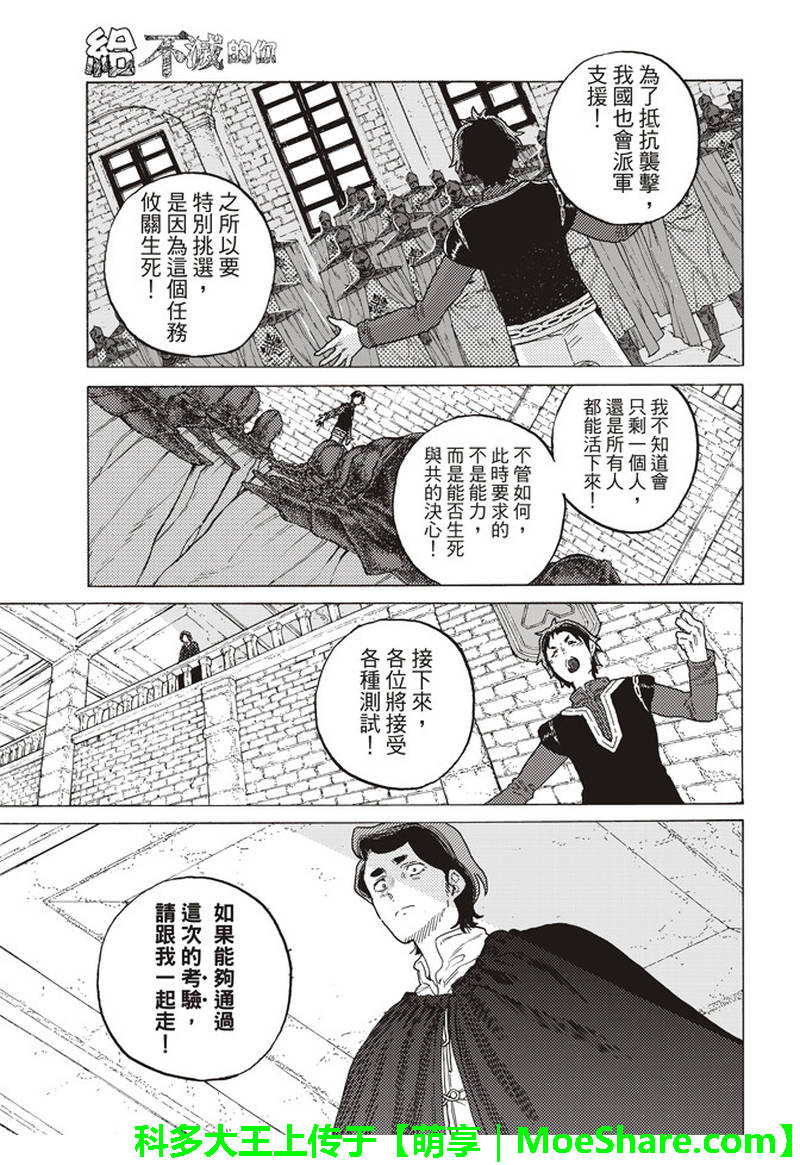 給不滅的你
為了抵抗襲擊，
我國也會派軍
支援！
之所以要
特別挑選，
是因為這個任務
攸關生死！
我不知道會
只剩一個人，
還是所有人
都能活下來！
不管如何，
此時要求的
不是能力，
而是能否生死
與共的決心！
接下來，
各位將接受
各種測試！
如果能夠通過
這次的考驗，
請跟我一起走！
科多大王上传于【萌享 | MoeShare.com】